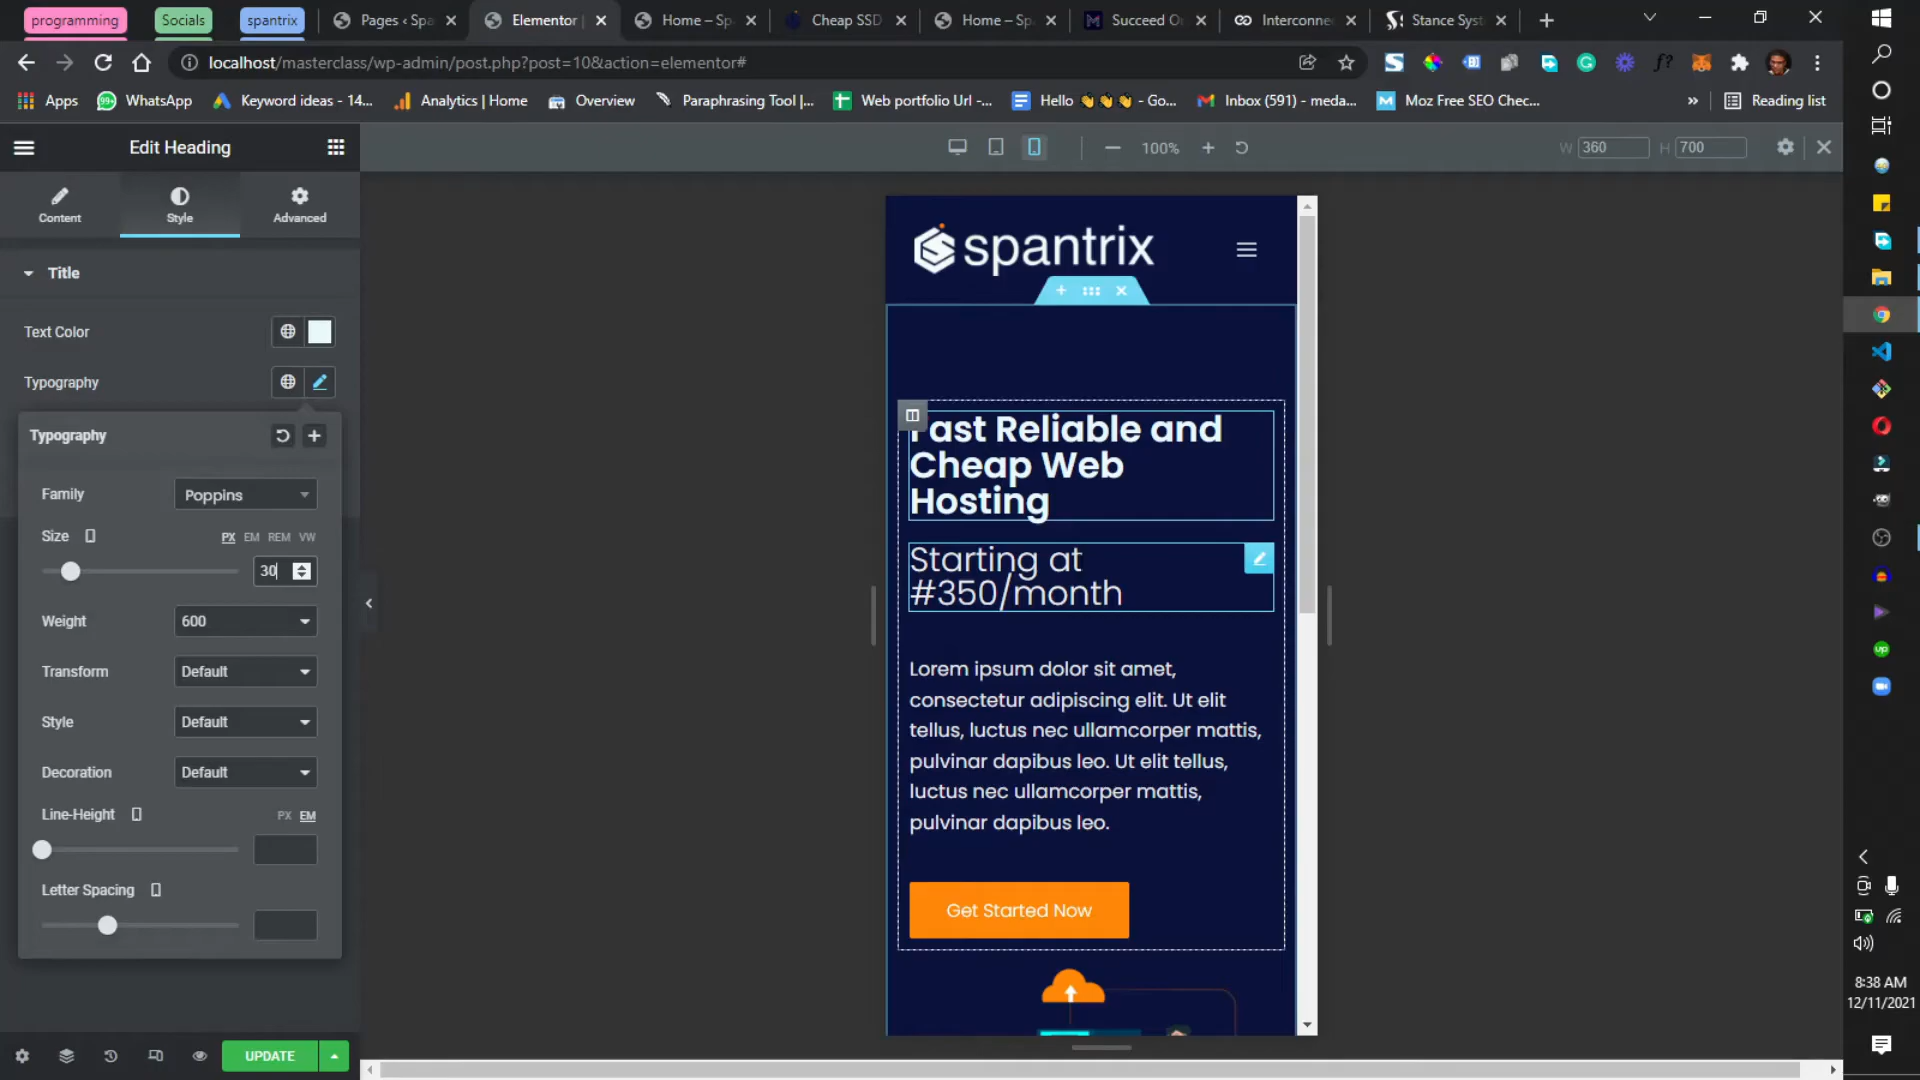 programming
Socials
spantrix
Pages ‹ Spa
Elementor
Home – Sp
Cheap SSD
Home – Sp
Succeed O
Interconne
Stance Syst
localhost/masterclass/wp-admin/post.php?post=10&action=elementor#
Apps
99+
WhatsApp
Keyword ideas - 14...
Analytics | Home
Overview
Paraphrasing Tool |...
Web portfolio Url -...
Hello 👋👋👋 - Go...
Inbox (591) - meda...
Moz Free SEO Chec...
»
Reading list
Edit Heading
100%
W 360
H 700
Content
Style
Advanced
Title
Text Color
Typography
Typography
Family
Poppins
Size
PX EM REM VW
30
Weight
600
Transform
Default
Style
Default
Decoration
Default
Line-Height
PX EM
Letter Spacing
UPDATE
spantrix
Fast Reliable and
Cheap Web
Hosting
Starting at
#350/month
Lorem ipsum dolor sit amet,
consectetur adipiscing elit. Ut elit
tellus, luctus nec ullamcorper mattis,
pulvinar dapibus leo. Ut elit tellus,
luctus nec ullamcorper mattis,
pulvinar dapibus leo.
Get Started Now
8:38 AM
12/11/2021